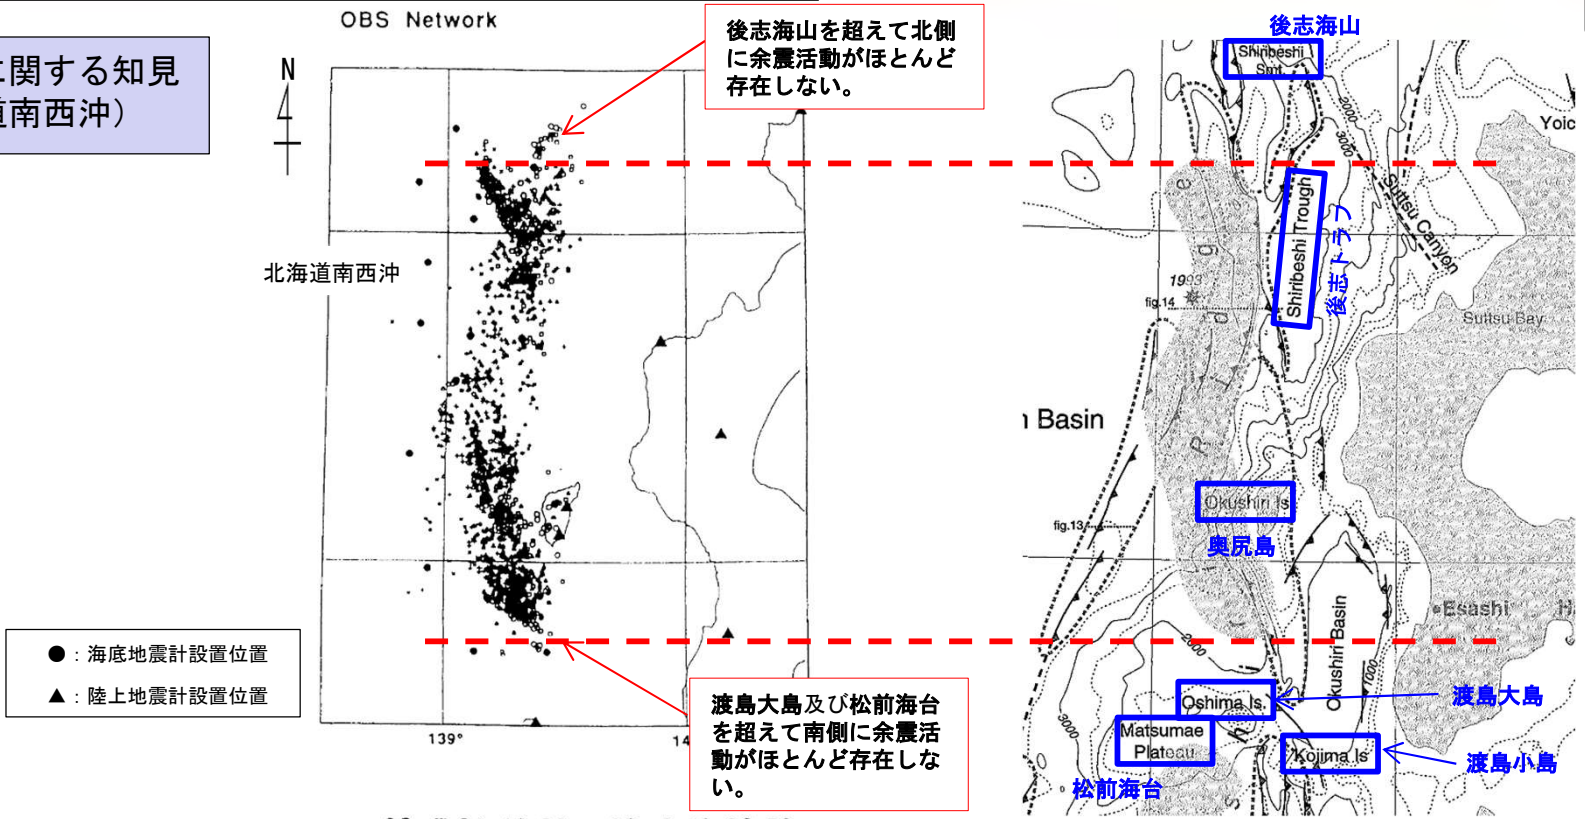 に関する知見
道南西沖）
OBS Network
N
北海道南西沖
139°
14
● : 海底地震計設置位置
▲ : 陸上地震計設置位置
後志海山を超えて北側
に余震活動がほとんど
存在しない。
渡島大島及び松前海台
を超えて南側に余震活
動がほとんど存在しな
い。
後志海山
Shiribeshi
Smt.
2000
3000
Yoic
Suttsu Canyon
Shiribeshi Trough
後志トラフ
1993
fig.14
Suttsu Bay
n Basin
Okushiri Is
奥尻島
fig.13
Esashi
H
Okushiri Basin
2000
1000
3000
Oshima Is.
渡島大島
Matsumae
Plateau
松前海台
Kojima Is
渡島小島